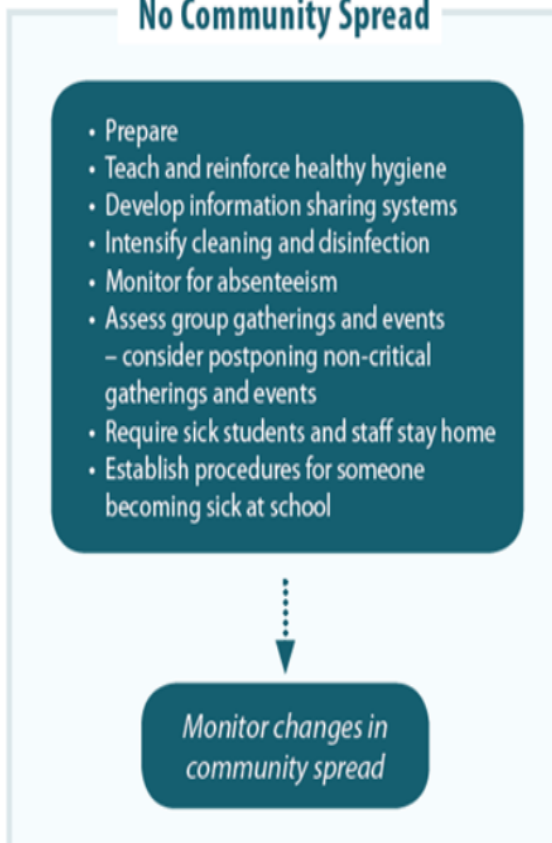 No Community Spread
• Prepare
• Teach and reinforce healthy hygiene
• Develop information sharing systems
• Intensify cleaning and disinfection
• Monitor for absenteeism
• Assess group gatherings and events
– consider postponing non-critical
gatherings and events
• Require sick students and staff stay home
• Establish procedures for someone
becoming sick at school
Monitor changes in
community spread